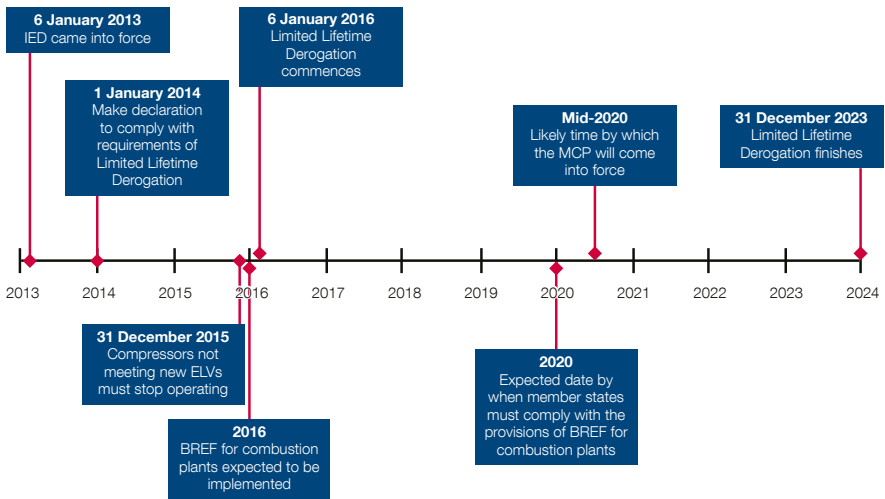 6 January 2013
IED came into force
6 January 2016
Limited Lifetime
Derogation
commences
1 January 2014
Make declaration
to comply with
requirements of
Limited Lifetime
Derogation
Mid-2020
Likely time by which
the MCP will come
into force
31 December 2023
Limited Lifetime
Derogation finishes
2013
2014
2015
2016
2017
2018
2019
2020
2021
2022
2023
2024
31 December 2015
Compressors not
meeting new ELVs
must stop operating
2016
BREF for combustion
plants expected to be
implemented
2020
Expected date by
when member states
must comply with the
provisions of BREF for
combustion plants